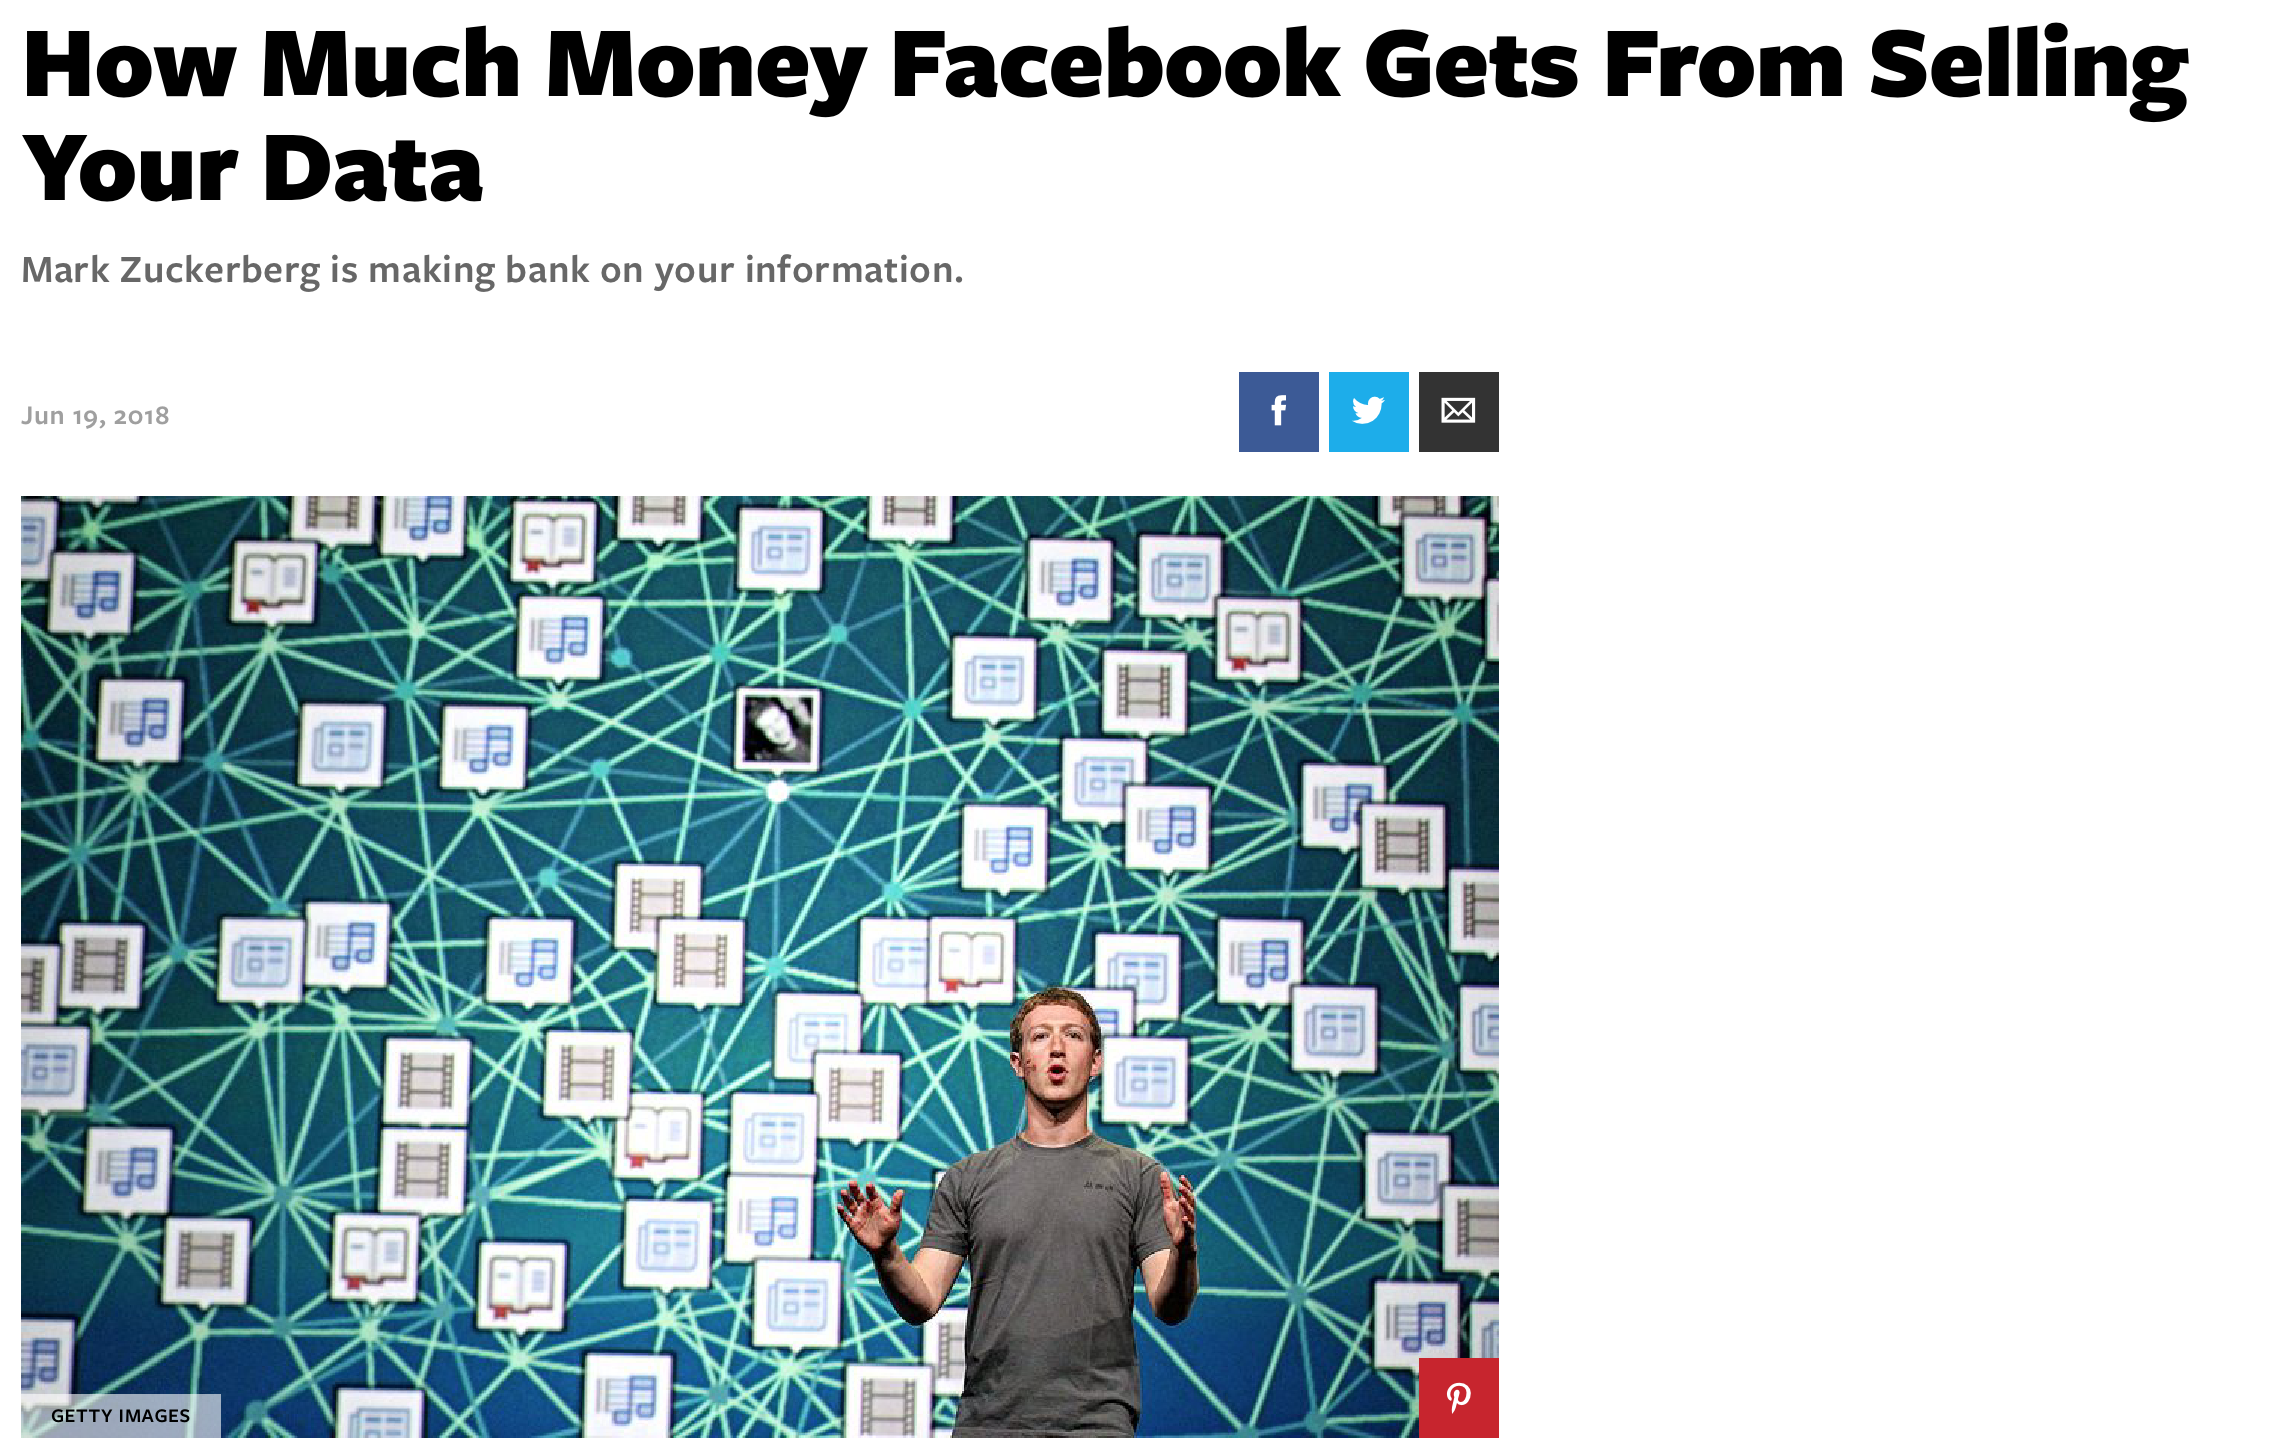 How Much Money Facebook Gets From Selling
Your Data
Mark Zuckerberg is making bank on your information.
Jun 19, 2018
GETTY IMAGES